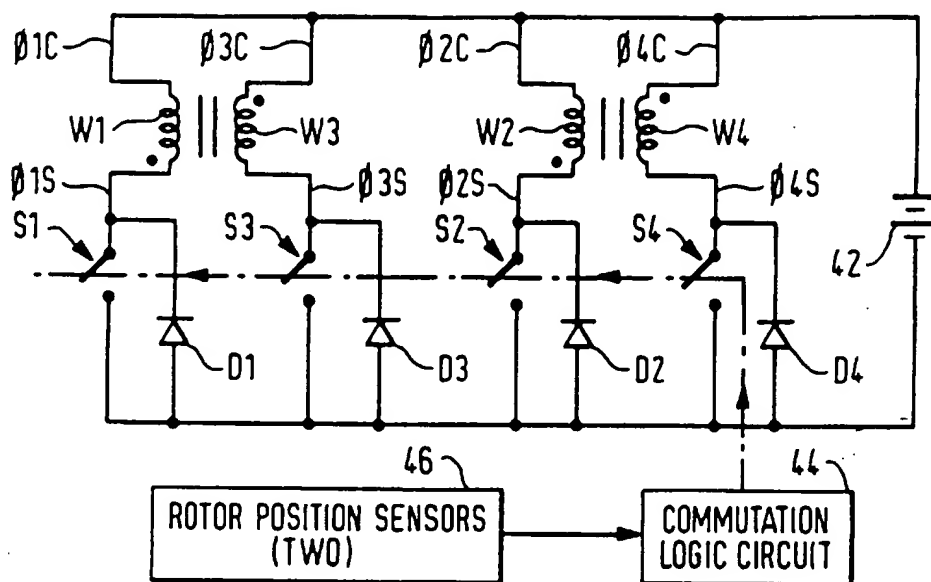 Ø1C Ø3C Ø2C Ø4C
W1 W3 W2 W4
Ø1S Ø3S Ø2S Ø4S
S1 S3 S2 S4
42
D1 D3 D2 D4
46 44
ROTOR POSITION SENSORS
(TWO)
COMMUTATION
LOGIC CIRCUIT